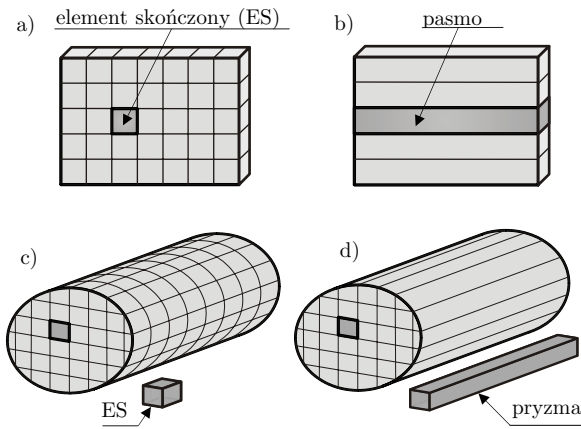 a) element skończony (ES)
b) pasmo
c)
d)
ES
pryzma